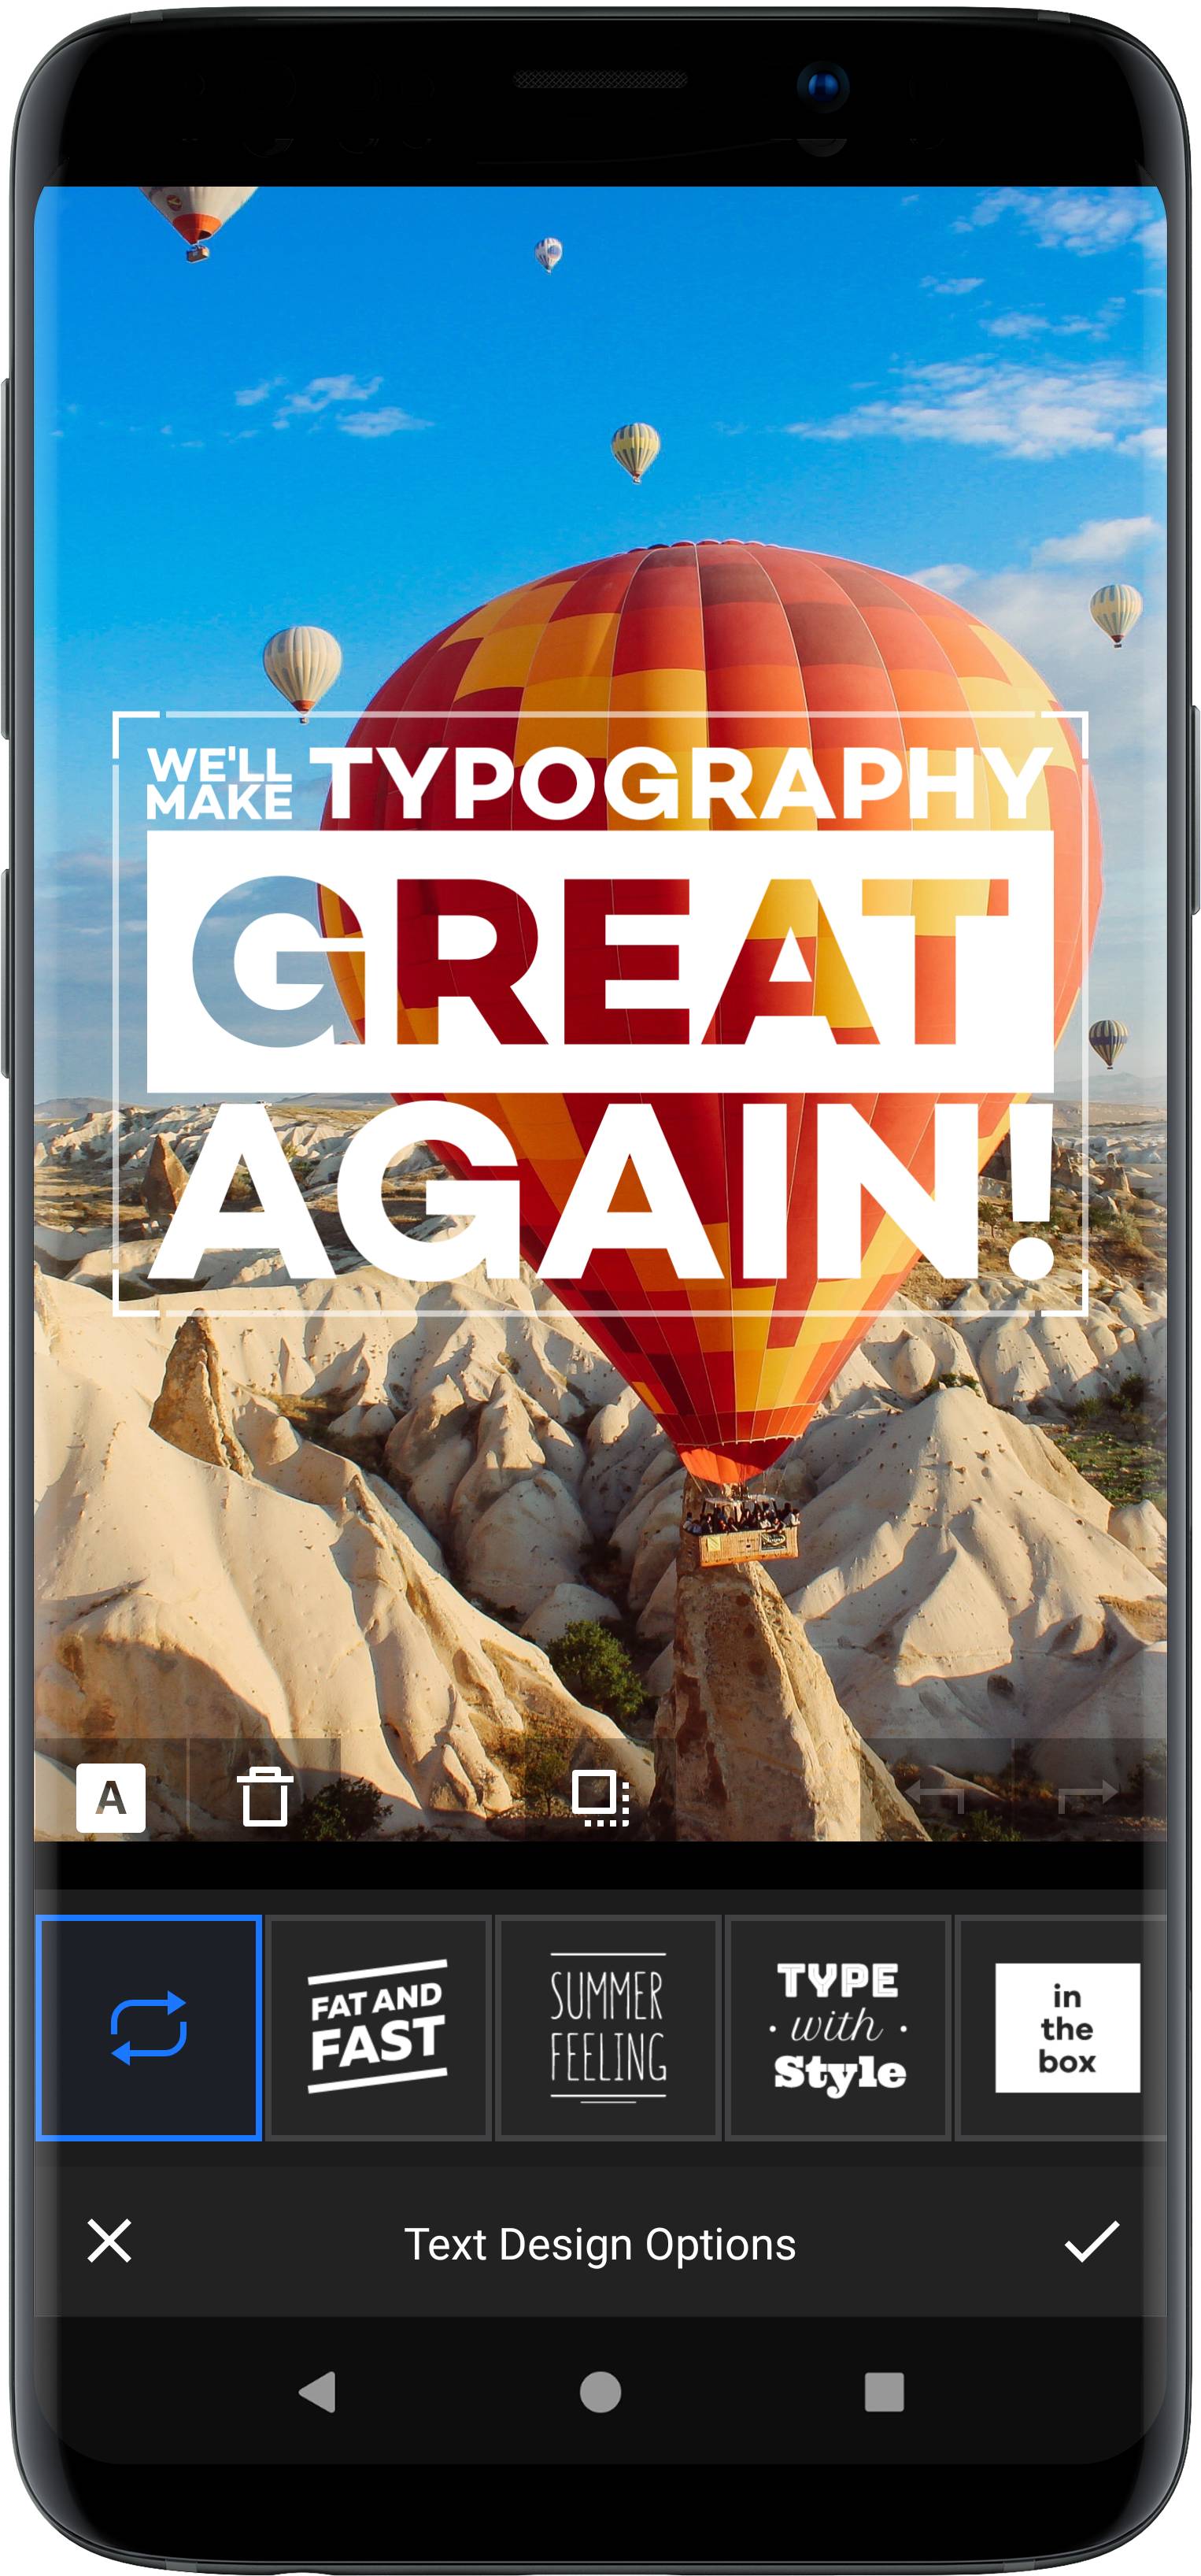 WE'LL
MAKE TYPOGRAPHY
GREAT
AGAIN!
A
FAT AND
FAST
SUMMER
FEELING
TYPE
· with ·
Style
in
the
box
Text Design Options